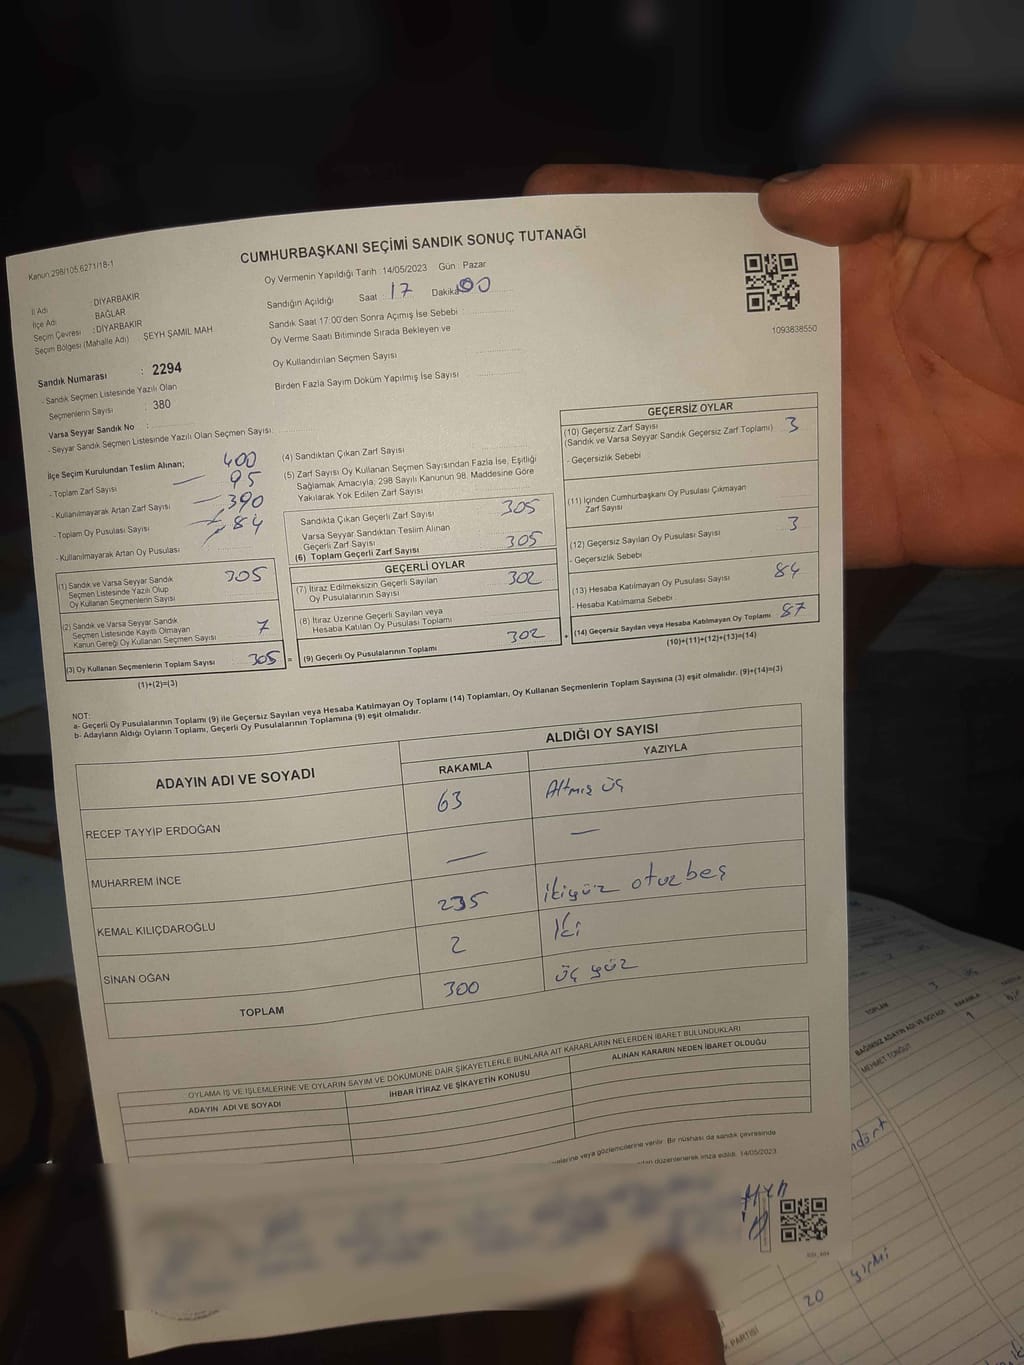 Kanun 298/105,6271/18-1
CUMHURBAŞKANI SEÇİMİ SANDIK SONUÇ TUTANAĞI
Oy Vermenin Yapıldığı Tarih 14/05/2023 Gün : Pazar
İl Adı : DİYARBAKIR
İlçe Adı BAĞLAR
Seçim Çevresi : DİYARBAKIR
Seçim Bölgesi (Mahalle Adı) ŞEYH ŞAMİL MAH
Sandığın Açıldığı Saat : 17 Dakika 00
Sandık Saat 17:00'den Sonra Açımış İse Sebebi :
Oy Verme Saati Bitiminde Sırada Bekleyen ve
Oy Kullandırılan Seçmen Sayısı
Birden Fazla Sayım Döküm Yapılmış İse Sayısı
1093838550
Sandık Numarası : 2294
- Sandık Seçmen Listesinde Yazılı Olan
Seçmenlerin Sayısı : 380
Varsa Seyyar Sandık No :
- Seyyar Sandık Seçmen Listesinde Yazılı Olan Seçmen Sayısı
İlçe Seçim Kurulundan Teslim Alınan;
- Toplam Zarf Sayısı 400
- Kullanılmayarak Artan Zarf Sayısı 95
- Toplam Oy Pusulası Sayısı 390
- Kullanılmayarak Artan Oy Pusulası 84
(1) Sandık ve Varsa Seyyar Sandık
Seçmen Listesinde Yazılı Olup
Oy Kullanan Seçmenlerin Sayısı 305
(2) Sandık ve Varsa Seyyar Sandık
Seçmen Listesinde Kayıtlı Olmayan
Kanun Gereği Oy Kullanan Seçmen Sayısı 7
(3) Oy Kullanan Seçmenlerin Toplam Sayısı 305 =
(1)+(2)=(3)
(4) Sandıktan Çıkan Zarf Sayısı
(5) Zarf Sayısı Oy Kullanan Seçmen Sayısından Fazla İse, Eşitliği
Sağlamak Amacıyla, 298 Sayılı Kanunun 98. Maddesine Göre
Yakılarak Yok Edilen Zarf Sayısı
Sandıkta Çıkan Geçerli Zarf Sayısı 305
Varsa Seyyar Sandıktan Teslim Alınan
Geçerli Zarf Sayısı
(6) Toplam Geçerli Zarf Sayısı 305
GEÇERLİ OYLAR
(7) İtiraz Edilmeksizin Geçerli Sayılan
Oy Pusulalarının Sayısı 302
(8) İtiraz Üzerine Geçerli Sayılan veya
Hesaba Katılan Oy Pusulası Toplamı
(9) Geçerli Oy Pusulalarının Toplamı 302 +
GEÇERSİZ OYLAR
(10) Geçersiz Zarf Sayısı 3
(Sandık ve Varsa Seyyar Sandık Geçersiz Zarf Toplamı)
- Geçersizlik Sebebi
(11) İçinden Cumhurbaşkanı Oy Pusulası Çıkmayan
Zarf Sayısı
(12) Geçersiz Sayılan Oy Pusulası Sayısı 3
- Geçersizlik Sebebi
(13) Hesaba Katılmayan Oy Pusulası Sayısı 84
- Hesaba Katılmama Sebebi
(14) Geçersiz Sayılan veya Hesaba Katılmayan Oy Toplamı 87
(10)+(11)+(12)+(13)=(14)
NOT:
a- Geçerli Oy Pusulalarının Toplamı (9) ile Geçersiz Sayılan veya Hesaba Katılmayan Oy Toplamı (14) Toplamları, Oy Kullanan Seçmenlerin Toplam Sayısına (3) eşit olmalıdır. (9)+(14)=(3)
b- Adayların Aldığı Oyların Toplamı, Geçerli Oy Pusulalarının Toplamına (9) eşit olmalıdır.
ADAYIN ADI VE SOYADI
ALDIĞI OY SAYISI
RAKAMLA YAZIYLA
RECEP TAYYİP ERDOĞAN 63 Altmış üç
MUHARREM İNCE — —
KEMAL KILIÇDAROĞLU 235 İkiyüz otuzbeş
SİNAN OĞAN 2 İki
TOPLAM 300 üç yüz
OYLAMA İŞ VE İŞLEMLERİNE VE OYLARIN SAYIM VE DÖKÜMÜNE DAİR ŞİKAYETLERLE BUNLARA AİT KARARLARIN NELERDEN İBARET BULUNDUKLARI
ADAYIN ADI VE SOYADI İHBAR İTİRAZ VE ŞİKAYETİN KONUSU ALINAN KARARIN NEDEN İBARET OLDUĞU
veya gözlemcilerine verilir. Bir nüshası da sandık çevresinde
düzenlenerek imza edildi. 14/05/2023
TOPLAM 3
BAĞIMSIZ ADAYIN ADI VE SOYADI RAKAMLA
MEHMET TONGUT 1
20 yirmi
PARTİSİ